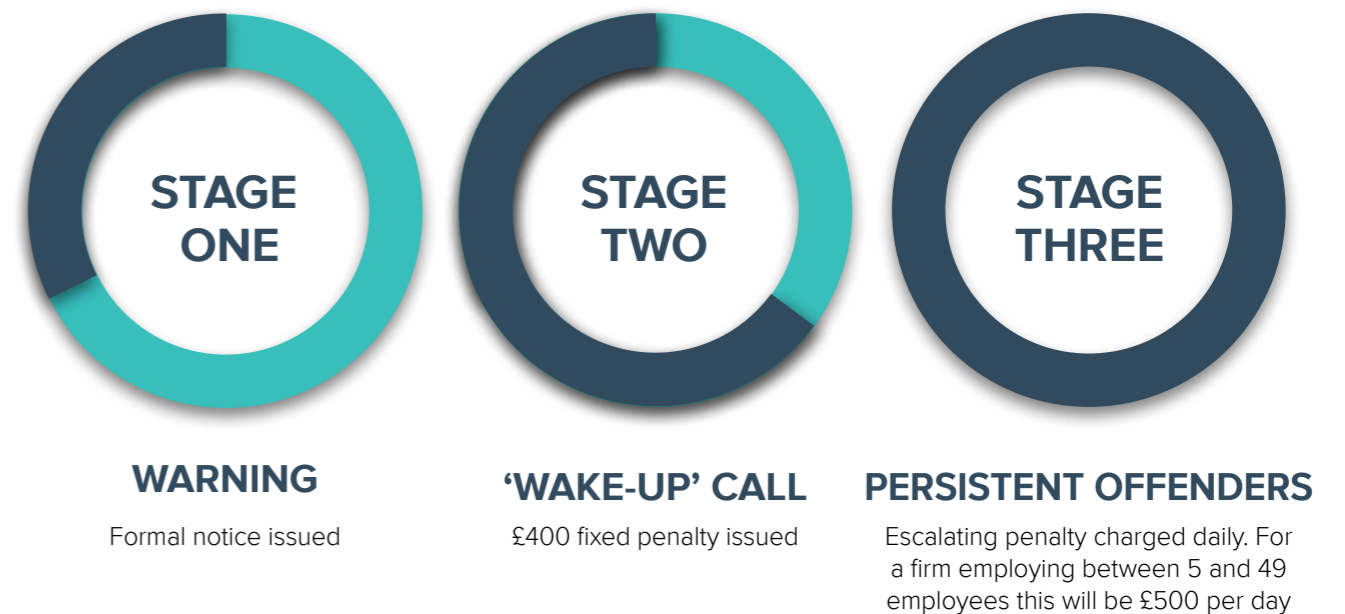 STAGE
ONE
STAGE
TWO
STAGE
THREE
WARNING
Formal notice issued
‘WAKE-UP’ CALL
£400 fixed penalty issued
PERSISTENT OFFENDERS
Escalating penalty charged daily. For
a firm employing between 5 and 49
employees this will be £500 per day